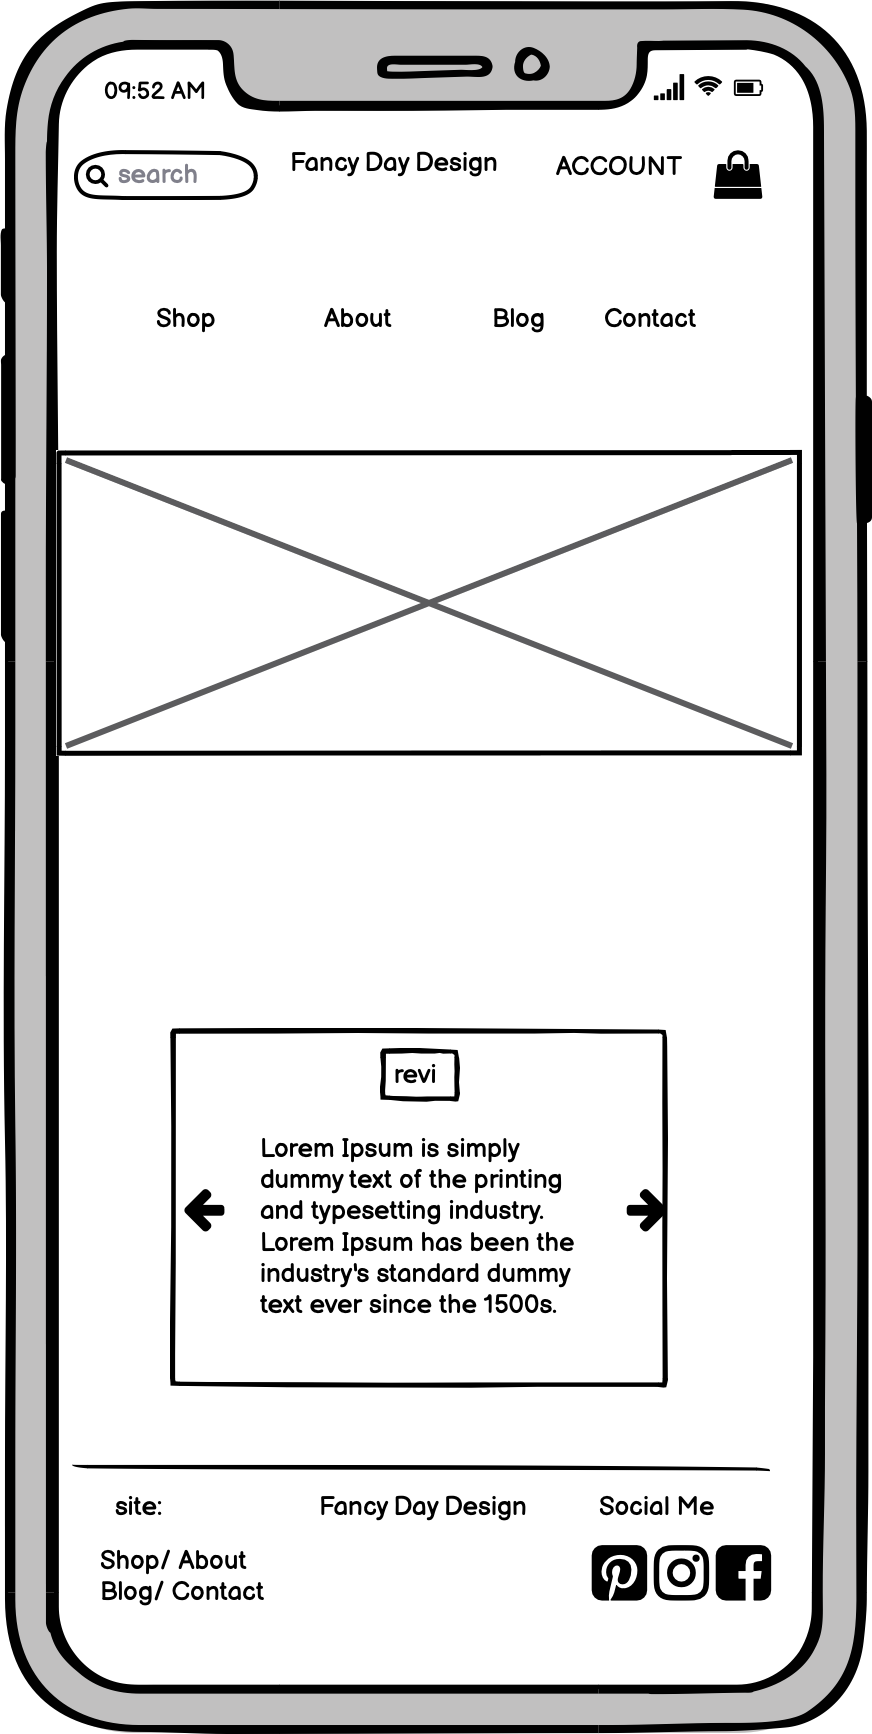 09:52 AM
search
Fancy Day Design
ACCOUNT
Shop
About
Blog
Contact
revi
Lorem Ipsum is simply
dummy text of the printing
and typesetting industry.
Lorem Ipsum has been the
industry's standard dummy
text ever since the 1500s.
site:
Fancy Day Design
Social Me
Shop/ About
Blog/ Contact